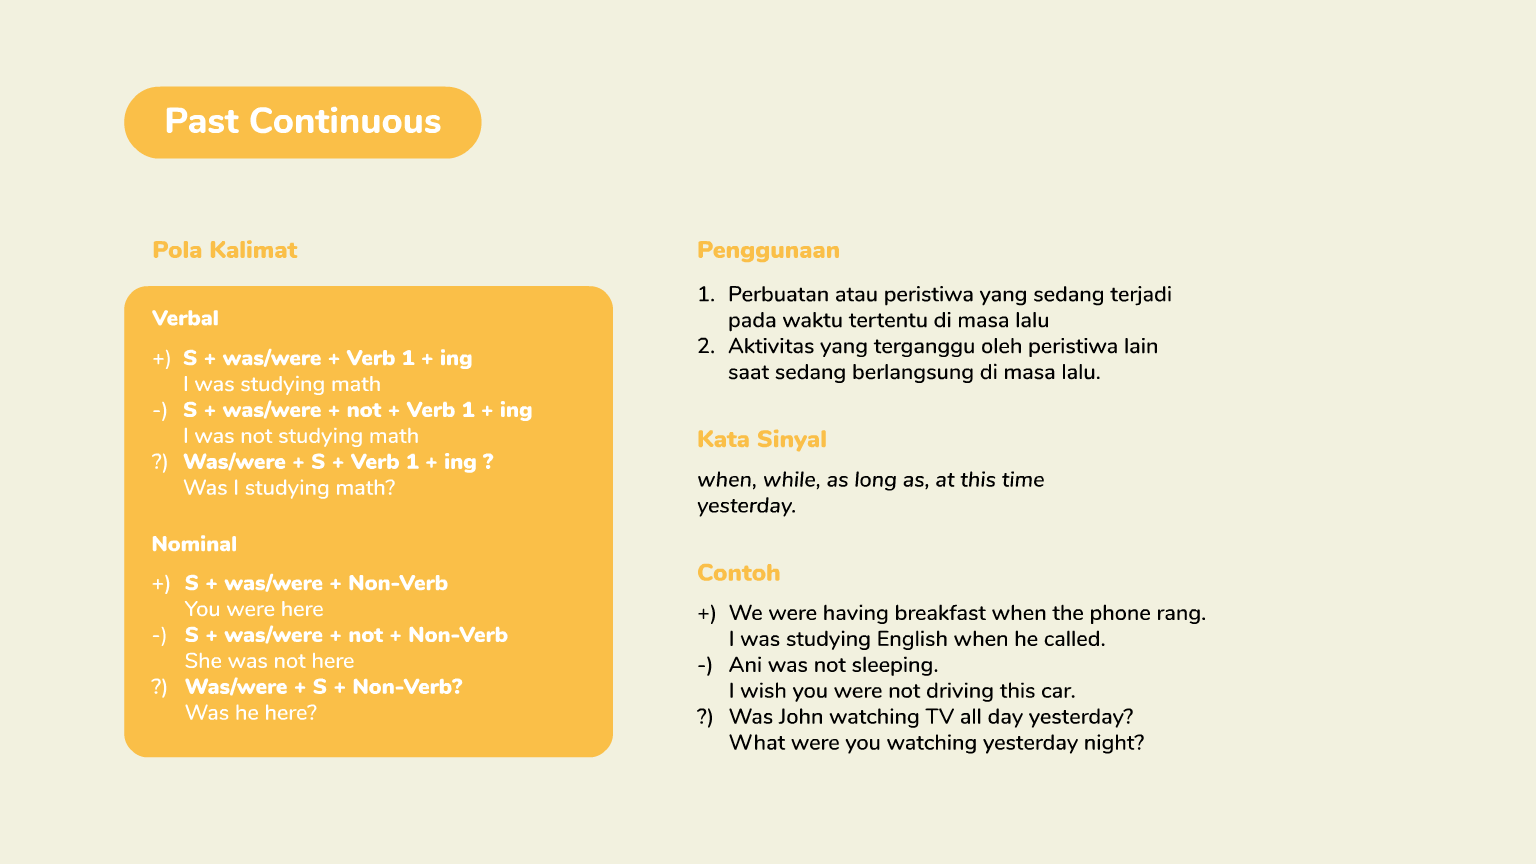 Past Continuous
Pola Kalimat
Verbal
+) S + was/were + Verb 1 + ing
I was studying math
-) S + was/were + not + Verb 1 + ing
I was not studying math
?) Was/were + S + Verb 1 + ing ?
Was I studying math?
Nominal
+) S + was/were + Non-Verb
You were here
-) S + was/were + not + Non-Verb
She was not here
?) Was/were + S + Non-Verb?
Was he here?
Penggunaan
1. Perbuatan atau peristiwa yang sedang terjadi
pada waktu tertentu di masa lalu
2. Aktivitas yang terganggu oleh peristiwa lain
saat sedang berlangsung di masa lalu.
Kata Sinyal
when, while, as long as, at this time
yesterday.
Contoh
+) We were having breakfast when the phone rang.
I was studying English when he called.
-) Ani was not sleeping.
I wish you were not driving this car.
?) Was John watching TV all day yesterday?
What were you watching yesterday night?